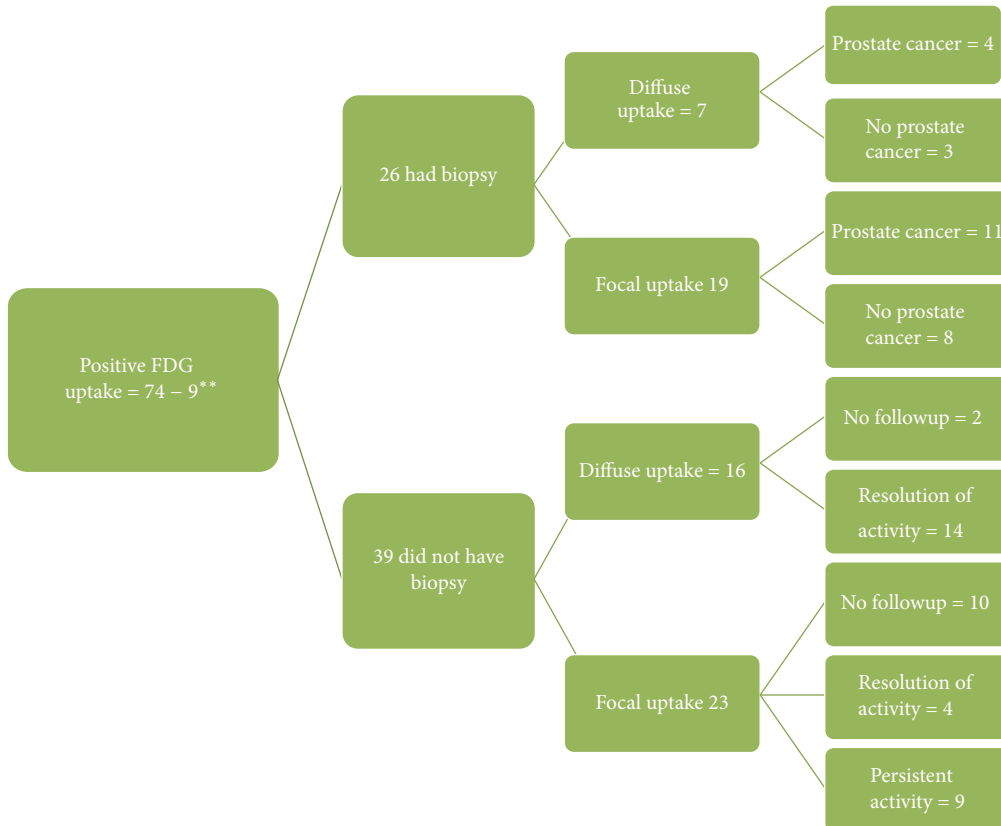 Positive FDG
uptake = 74 − 9**
26 had biopsy
39 did not have
biopsy
Diffuse
uptake = 7
Focal uptake 19
Diffuse uptake = 16
Focal uptake 23
Prostate cancer = 4
No prostate
cancer = 3
Prostate cancer = 11
No prostate
cancer = 8
No followup = 2
Resolution of
activity = 14
No followup = 10
Resolution of
activity = 4
Persistent
activity = 9